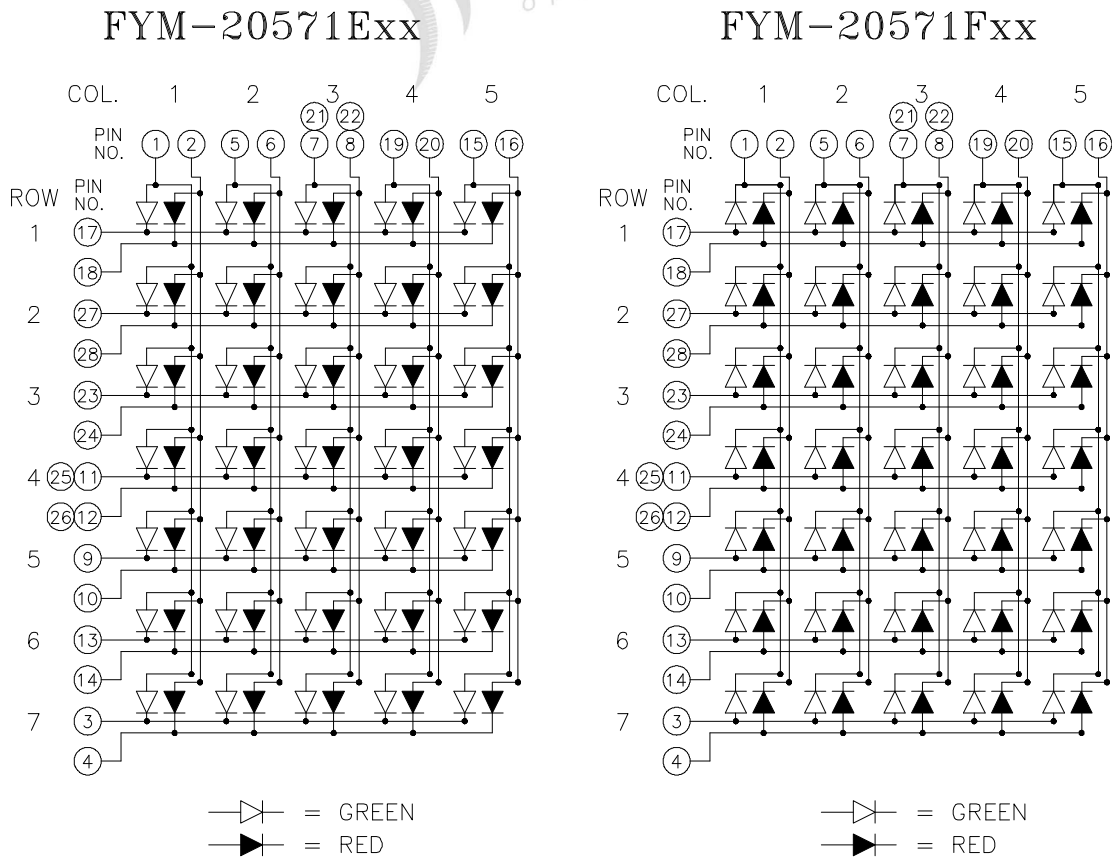 FYM-20571Exx FYM-20571Fxx
COL. 1 2 3 4 5 COL. 1 2 3 4 5
21 22 21 22
PIN NO. 1 2 5 6 7 8 19 20 15 16 PIN NO. 1 2 5 6 7 8 19 20 15 16
ROW PIN NO. ROW PIN NO.
1 17 1 17
18 18
2 27 2 27
28 28
3 23 3 23
24 24
4 25 11 4 25 11
26 12 26 12
5 9 5 9
10 10
6 13 6 13
14 14
7 3 7 3
4 4
= GREEN = GREEN
= RED = RED